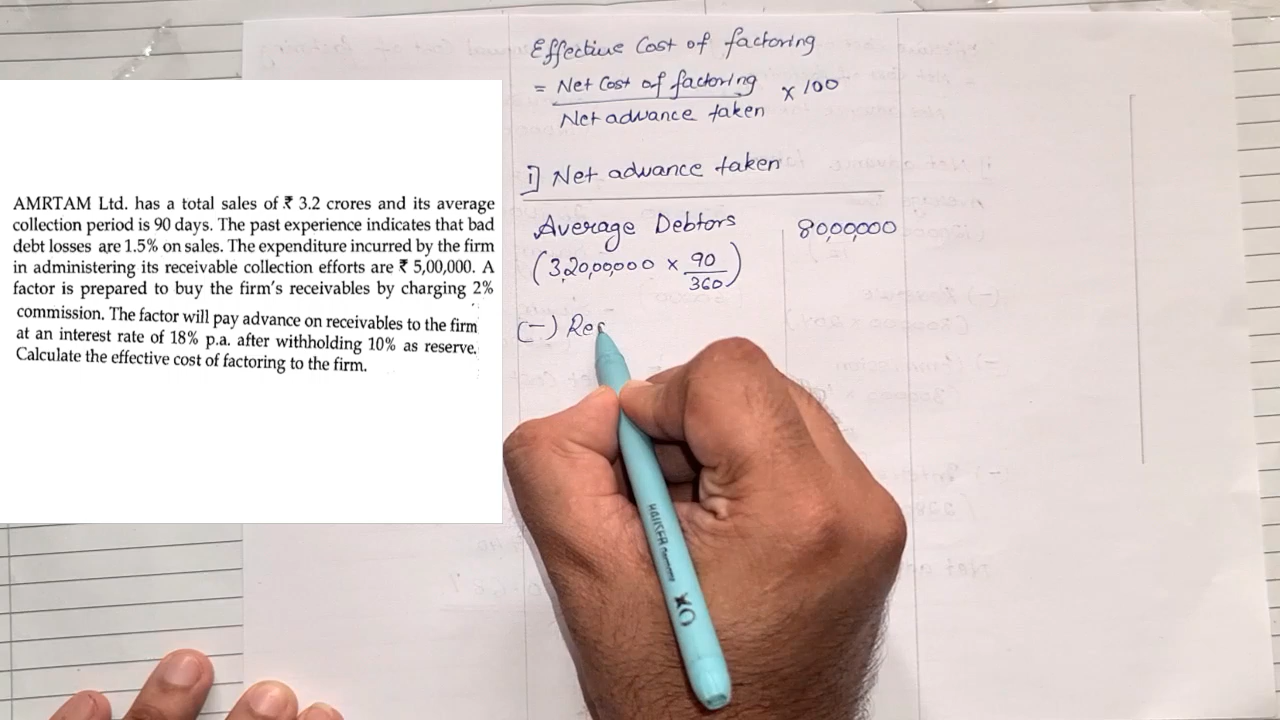 AMRTAM Ltd. has a total sales of ₹ 3.2 crores and its average
collection period is 90 days. The past experience indicates that bad
debt losses are 1.5% on sales. The expenditure incurred by the firm
in administering its receivable collection efforts are ₹ 5,00,000. A
factor is prepared to buy the firm's receivables by charging 2%
commission. The factor will pay advance on receivables to the firm
at an interest rate of 18% p.a. after withholding 10% as reserve.
Calculate the effective cost of factoring to the firm.
Effective Cost of factoring
= Net Cost of factoring × 100
Net advance taken
i] Net advance taken
Average Debtors 80,00,000
(3,20,00,000 × 90
360)
(-) Res